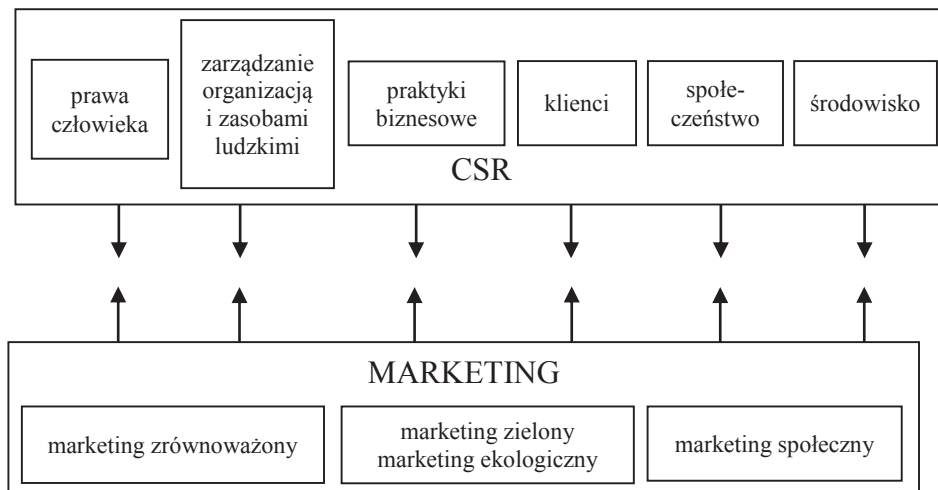 prawa
człowieka
zarządzanie
organizacją
i zasobami
ludzkimi
praktyki
biznesowe
klienci
społe-
czeństwo
środowisko
CSR
MARKETING
marketing zrównoważony
marketing zielony
marketing ekologiczny
marketing społeczny